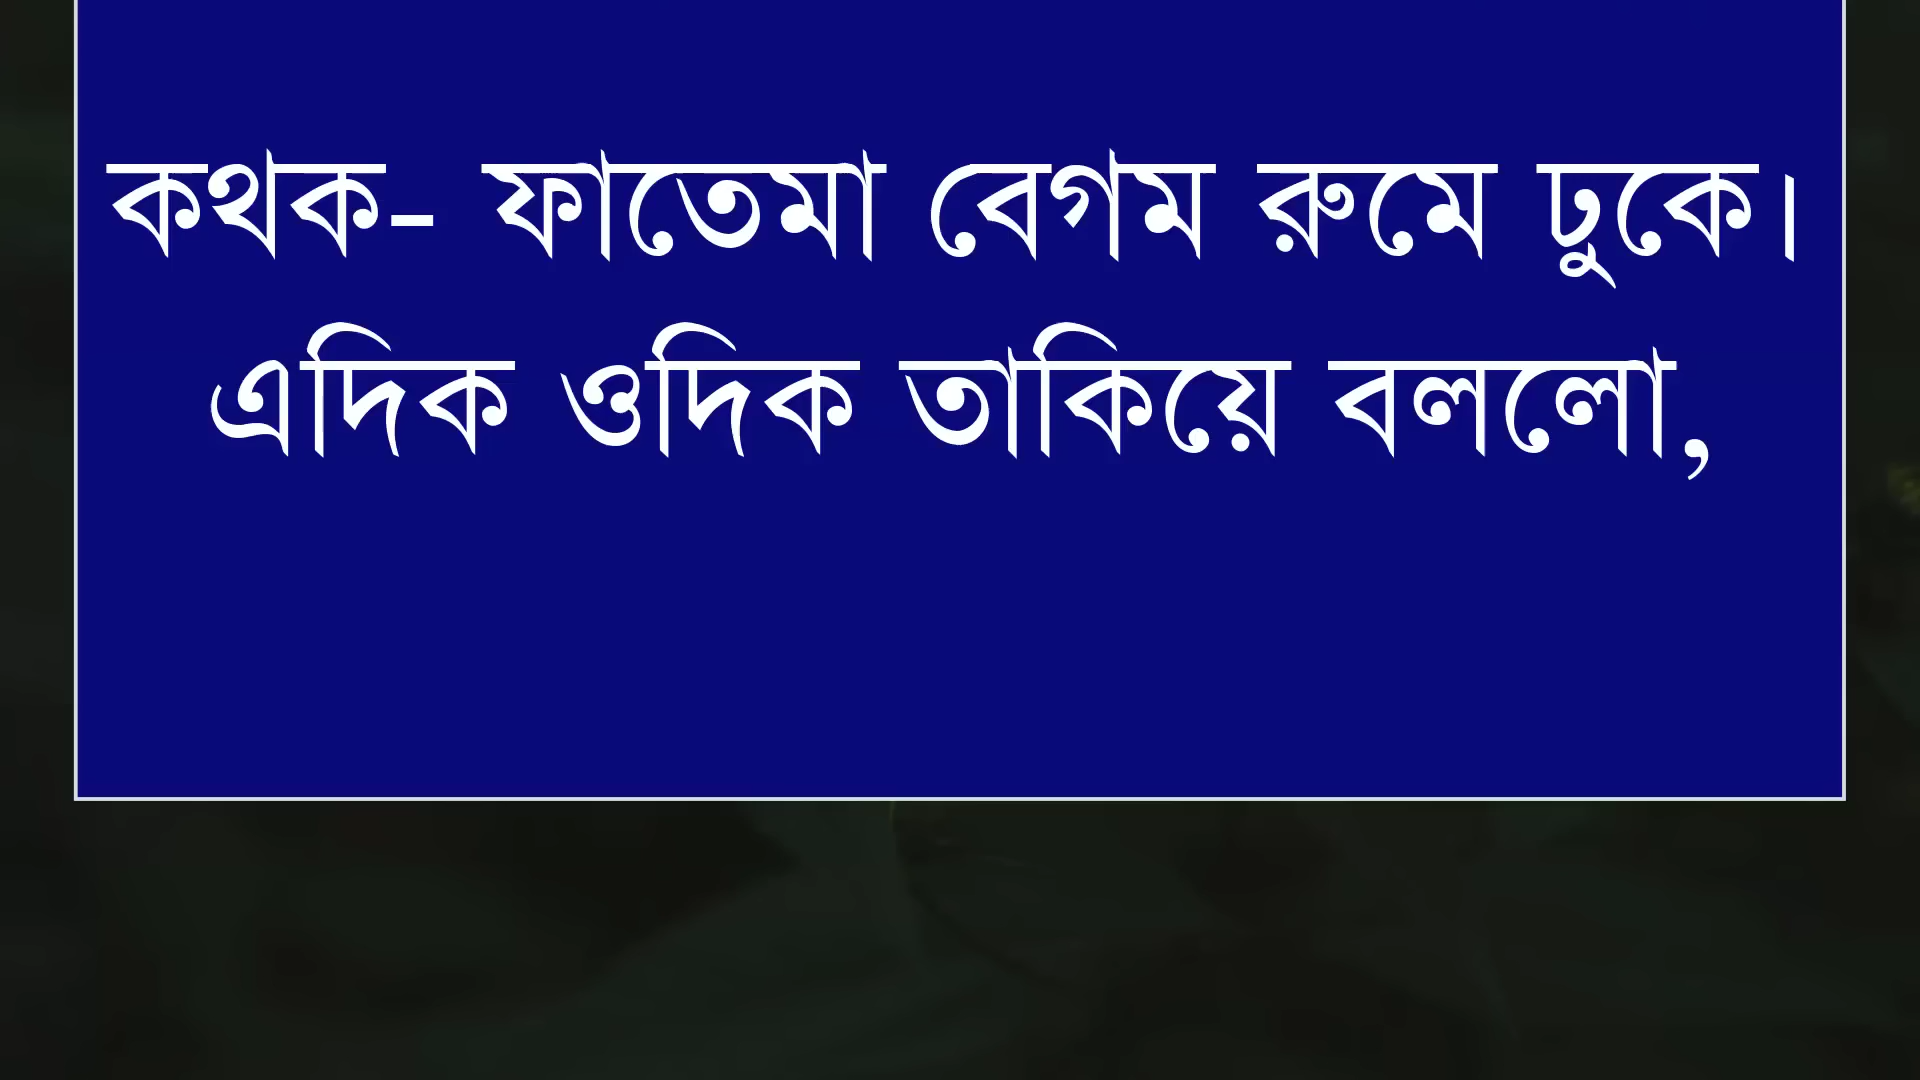 কথক- ফাতেমা বেগম রুমে ঢুকে।
এদিক ওদিক তাকিয়ে বললো,